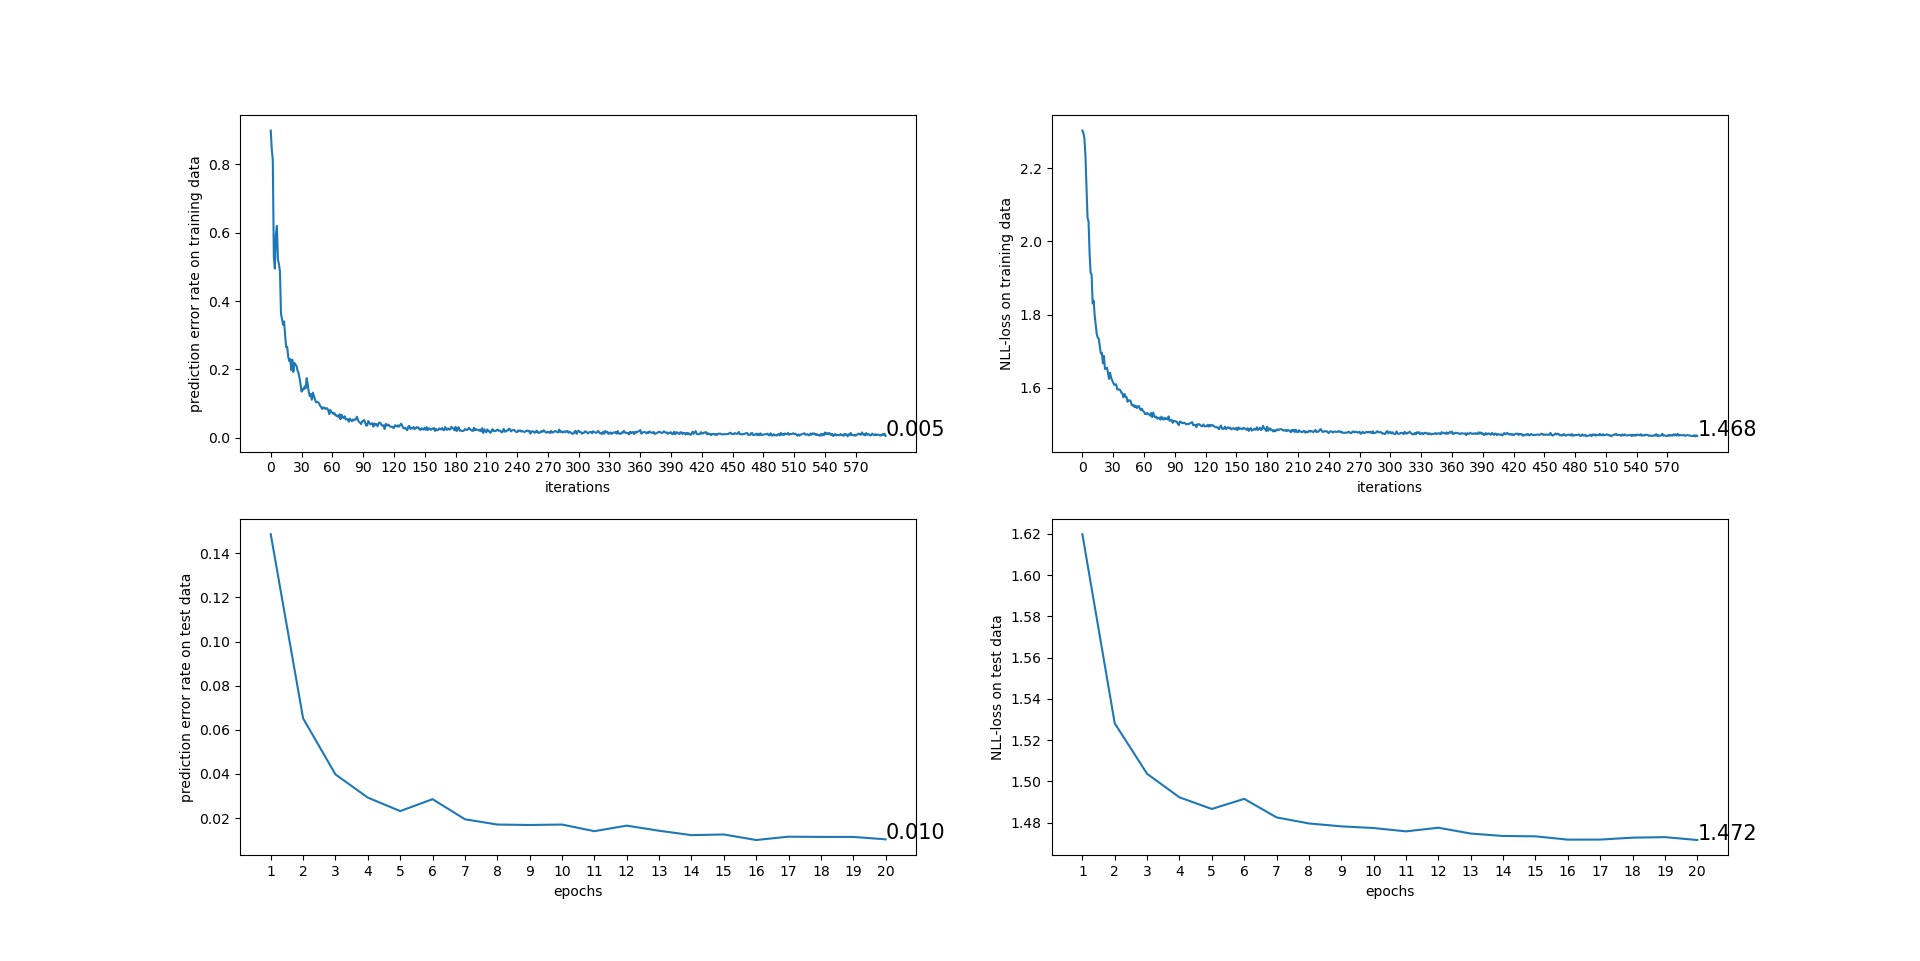 prediction error rate on training data
0.8
0.6
0.4
0.2
0.0
0.005
0 30 60 90 120 150 180 210 240 270 300 330 360 390 420 450 480 510 540 570
iterations
NLL-loss on training data
2.2
2.0
1.8
1.6
1.468
0 30 60 90 120 150 180 210 240 270 300 330 360 390 420 450 480 510 540 570
iterations
prediction error rate on test data
0.14
0.12
0.10
0.08
0.06
0.04
0.02
0.010
1 2 3 4 5 6 7 8 9 10 11 12 13 14 15 16 17 18 19 20
epochs
NLL-loss on test data
1.62
1.60
1.58
1.56
1.54
1.52
1.50
1.48
1.472
1 2 3 4 5 6 7 8 9 10 11 12 13 14 15 16 17 18 19 20
epochs